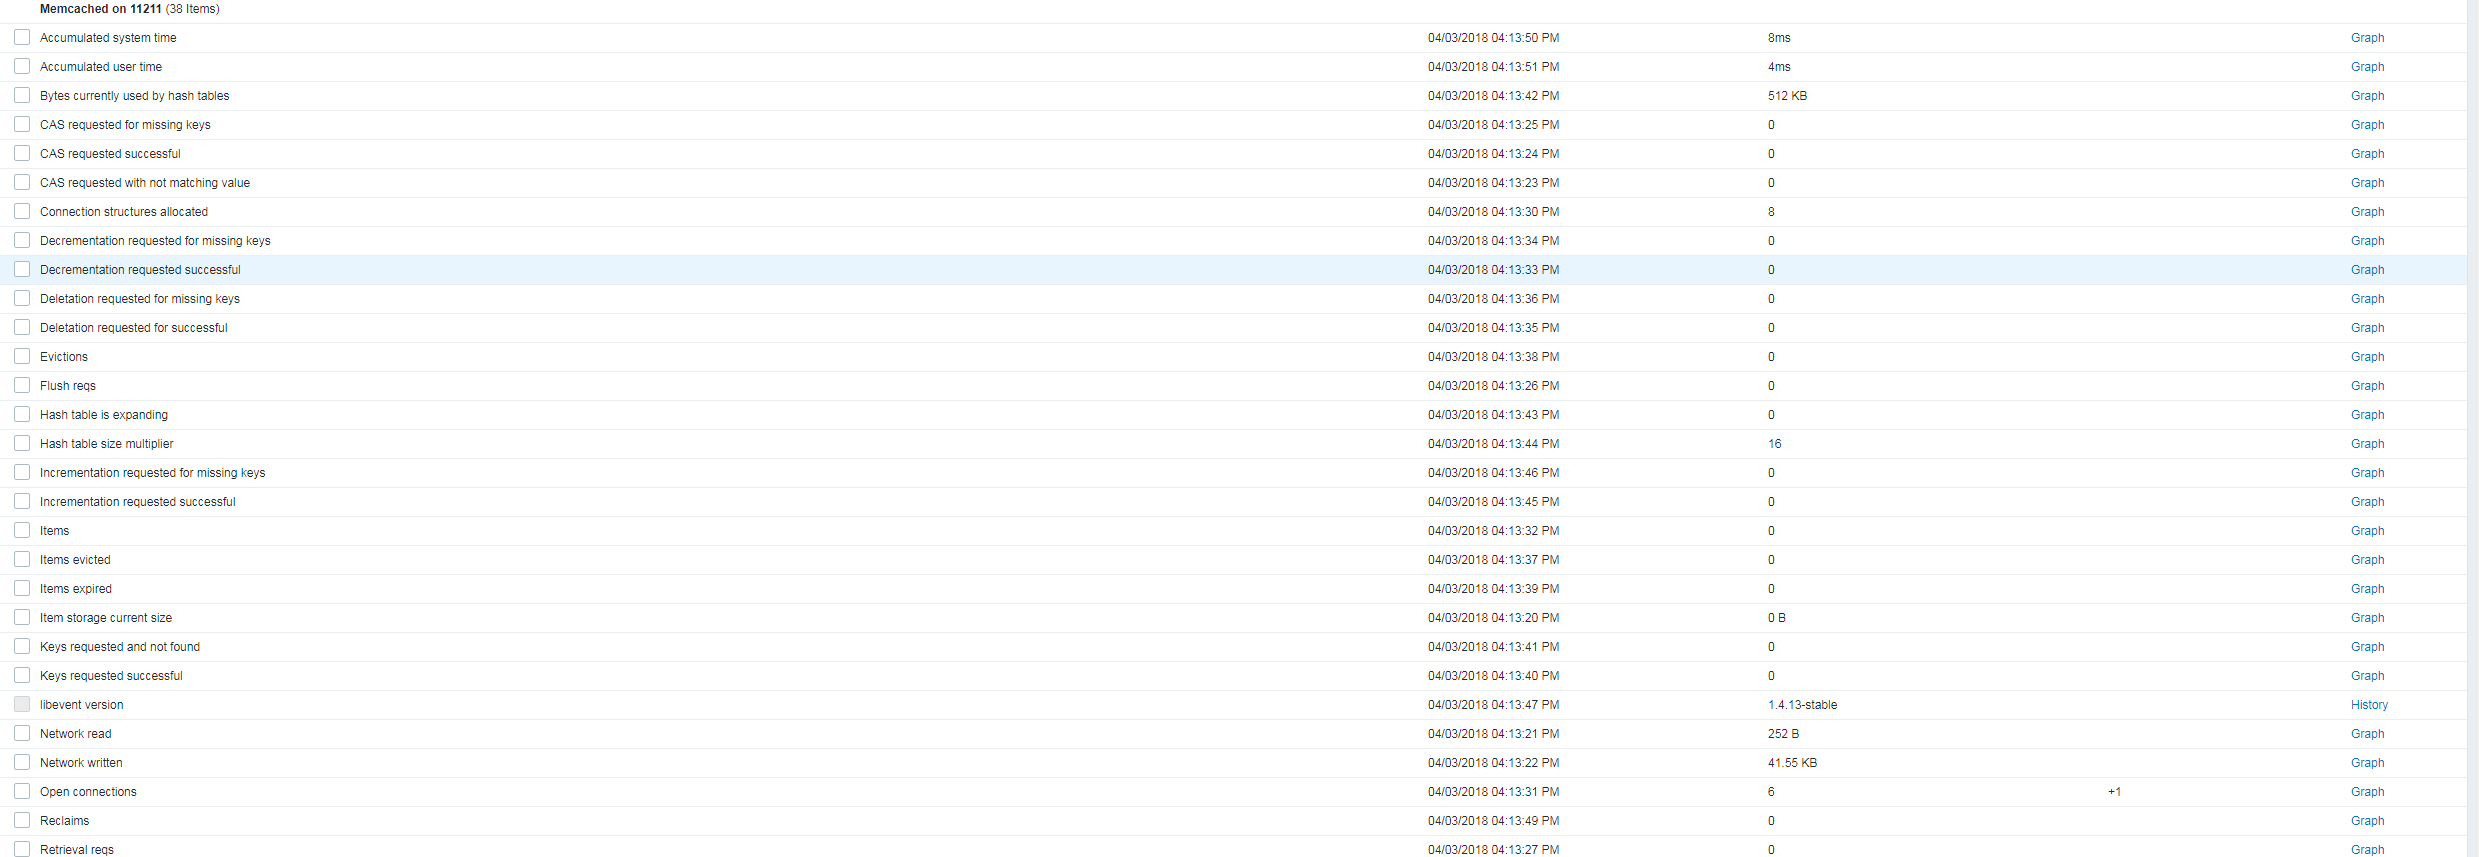 Memcached on 11211 (38 Items)
Accumulated system time 04/03/2018 04:13:50 PM 8ms Graph
Accumulated user time 04/03/2018 04:13:51 PM 4ms Graph
Bytes currently used by hash tables 04/03/2018 04:13:42 PM 512 KB Graph
CAS requested for missing keys 04/03/2018 04:13:25 PM 0 Graph
CAS requested successful 04/03/2018 04:13:24 PM 0 Graph
CAS requested with not matching value 04/03/2018 04:13:23 PM 0 Graph
Connection structures allocated 04/03/2018 04:13:30 PM 8 Graph
Decrementation requested for missing keys 04/03/2018 04:13:34 PM 0 Graph
Decrementation requested successful 04/03/2018 04:13:33 PM 0 Graph
Deletation requested for missing keys 04/03/2018 04:13:36 PM 0 Graph
Deletation requested for successful 04/03/2018 04:13:35 PM 0 Graph
Evictions 04/03/2018 04:13:38 PM 0 Graph
Flush reqs 04/03/2018 04:13:26 PM 0 Graph
Hash table is expanding 04/03/2018 04:13:43 PM 0 Graph
Hash table size multiplier 04/03/2018 04:13:44 PM 16 Graph
Incrementation requested for missing keys 04/03/2018 04:13:46 PM 0 Graph
Incrementation requested successful 04/03/2018 04:13:45 PM 0 Graph
Items 04/03/2018 04:13:32 PM 0 Graph
Items evicted 04/03/2018 04:13:37 PM 0 Graph
Items expired 04/03/2018 04:13:39 PM 0 Graph
Item storage current size 04/03/2018 04:13:20 PM 0 B Graph
Keys requested and not found 04/03/2018 04:13:41 PM 0 Graph
Keys requested successful 04/03/2018 04:13:40 PM 0 Graph
libevent version 04/03/2018 04:13:47 PM 1.4.13-stable History
Network read 04/03/2018 04:13:21 PM 252 B Graph
Network written 04/03/2018 04:13:22 PM 41.55 KB Graph
Open connections 04/03/2018 04:13:31 PM 6 +1 Graph
Reclaims 04/03/2018 04:13:49 PM 0 Graph
Retrieval reqs 04/03/2018 04:13:27 PM 0 Graph